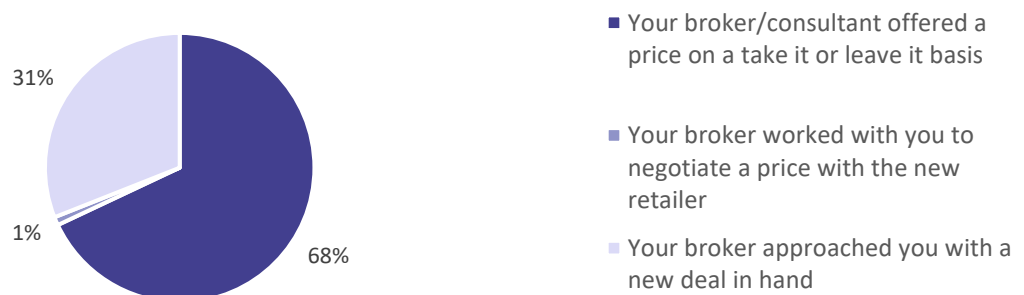 31%
1%
68%
Your broker/consultant offered a
price on a take it or leave it basis
Your broker worked with you to
negotiate a price with the new
retailer
Your broker approached you with a
new deal in hand